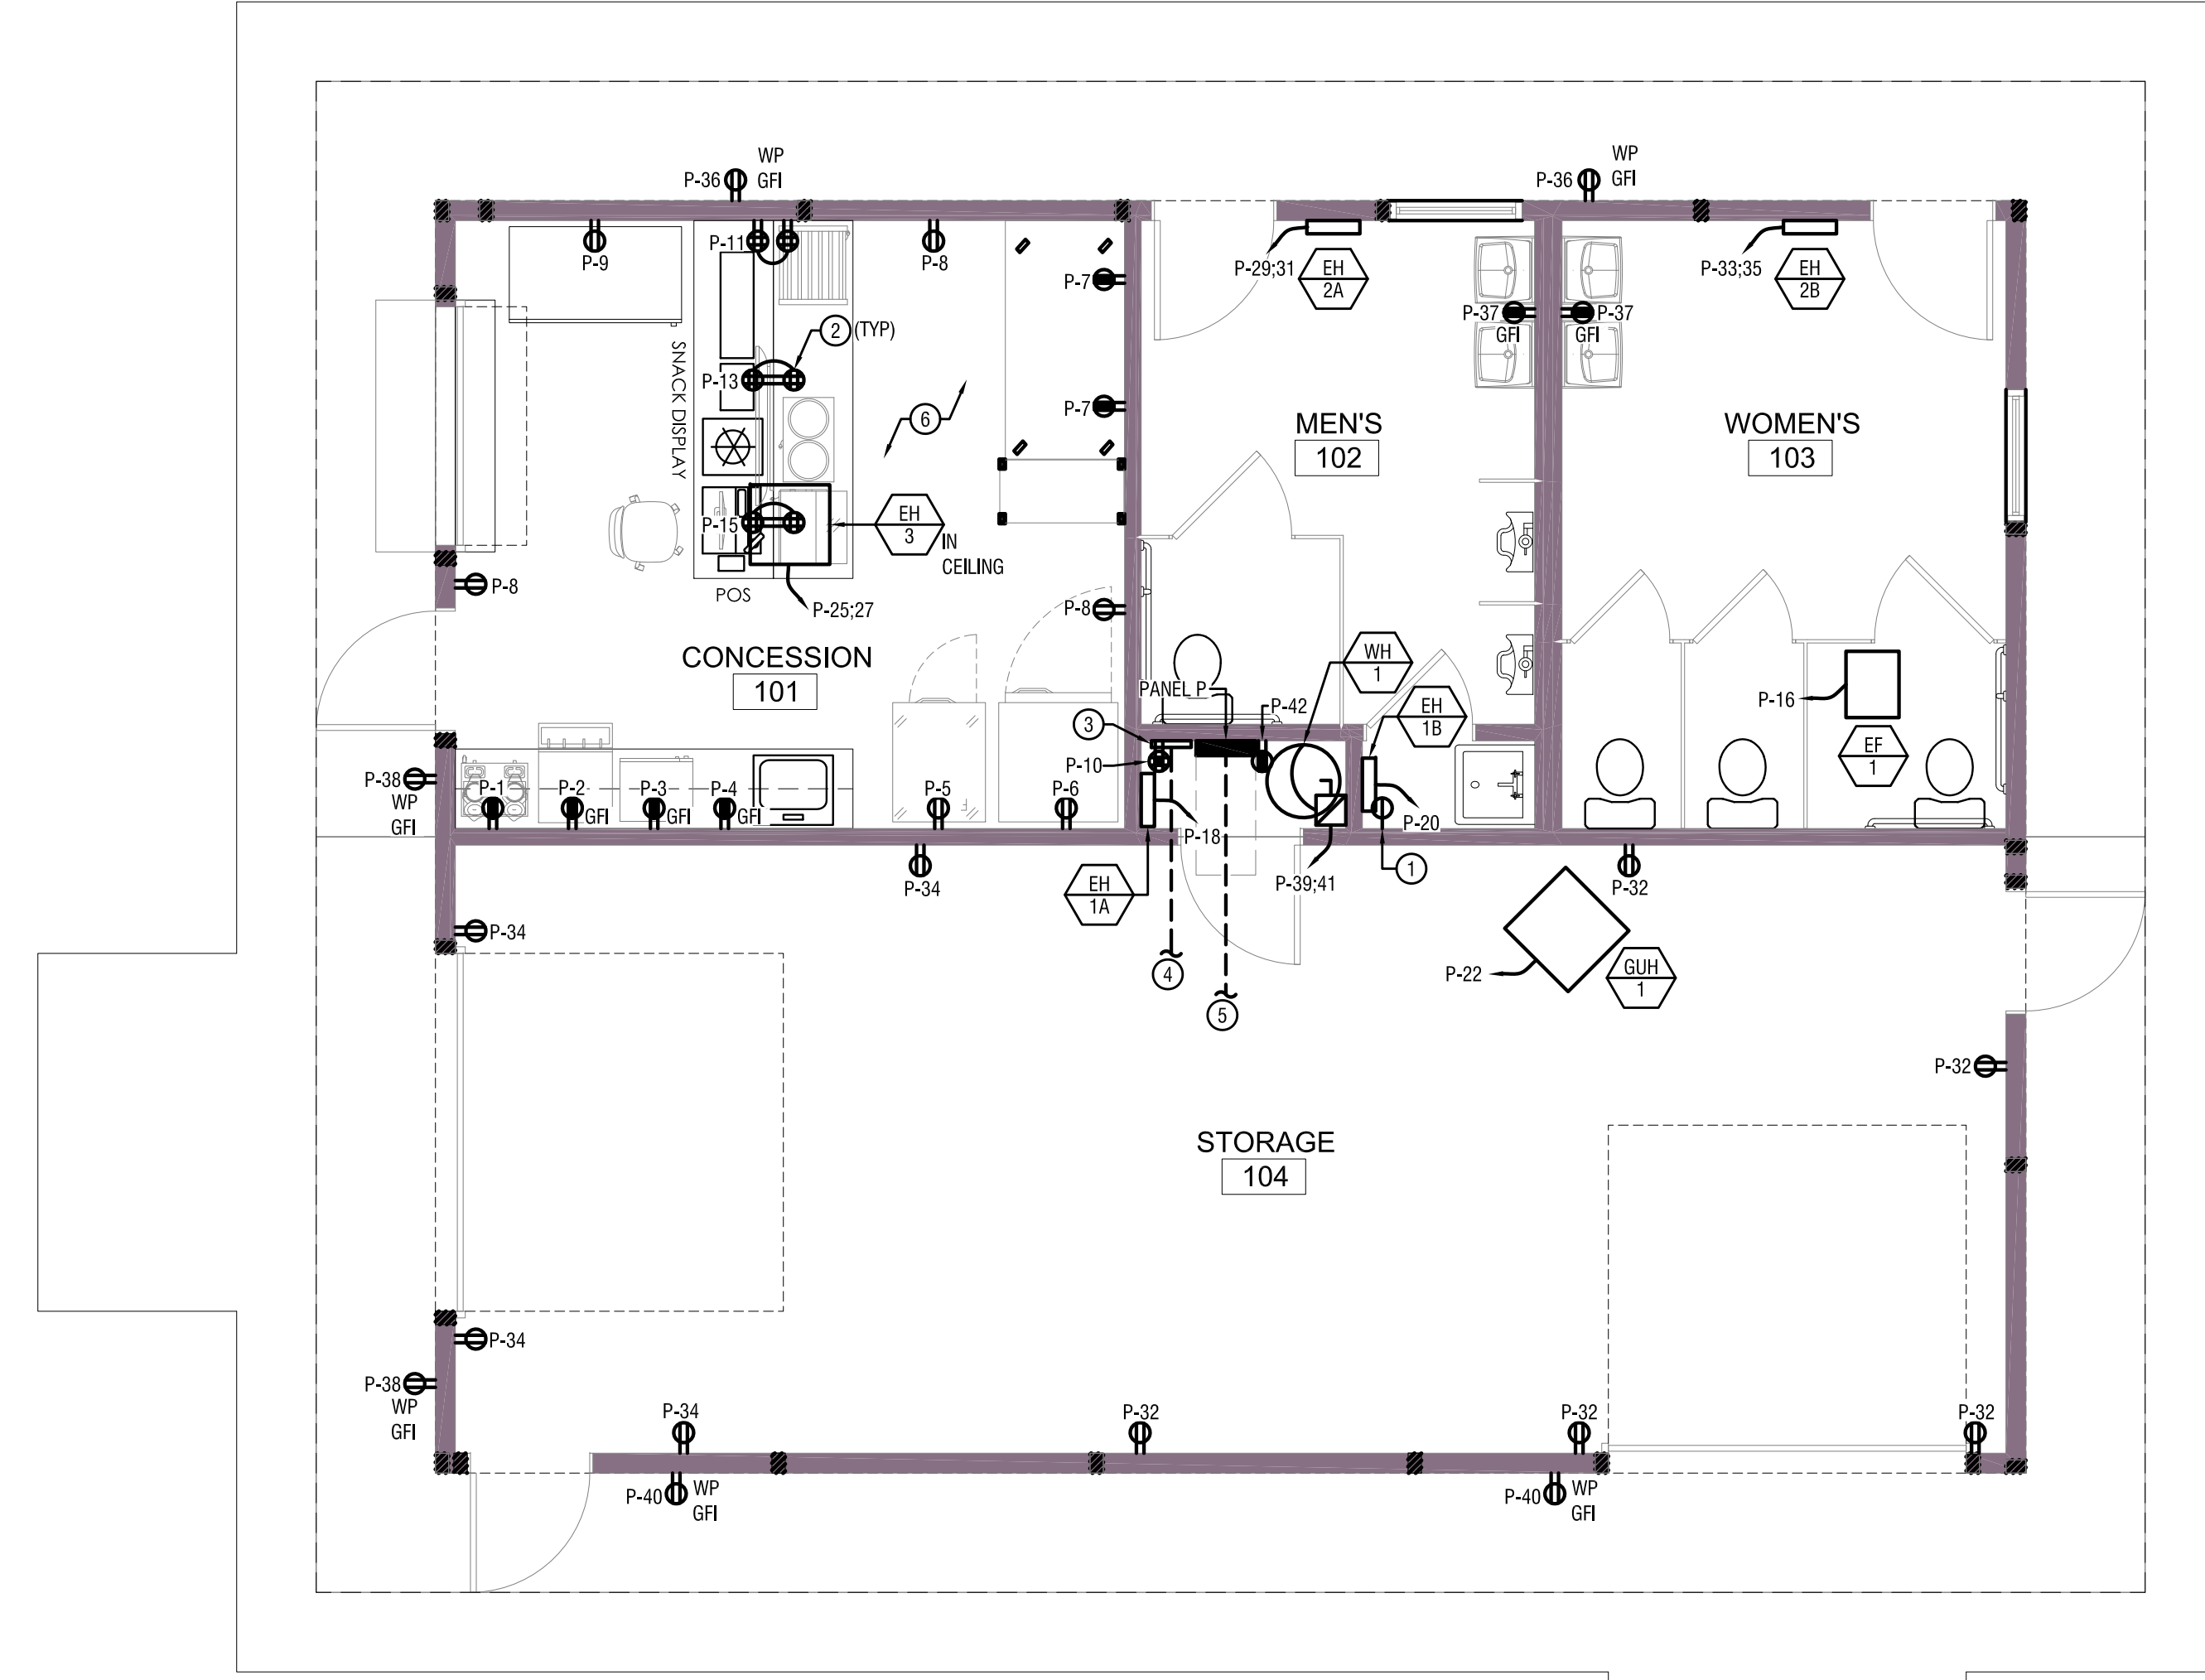 WP
P-36
GFI
WP
P-36
GFI
P-9
P-11
P-8
P-7
P-29;31
EH
2A
P-33;35
EH
2B
P-37
GFI
P-37
GFI
2
(TYP)
SNACK DISPLAY
P-13
P-7
6
MEN'S
102
WOMEN'S
103
P-15
EH
3
IN
CEILING
P-8
POS
P-25;27
P-8
CONCESSION
101
WH
1
PANEL P
P-42
EH
1B
P-16
EF
1
3
P-10
P-38
WP
GFI
P-1
P-2
GFI
P-3
GFI
P-4
GFI
P-5
P-6
P-18
P-20
P-34
EH
1A
P-39;41
1
P-32
P-34
4
5
P-22
GUH
1
P-32
STORAGE
104
P-34
P-38
WP
GFI
P-34
P-32
P-32
P-32
P-40
WP
GFI
P-40
WP
GFI